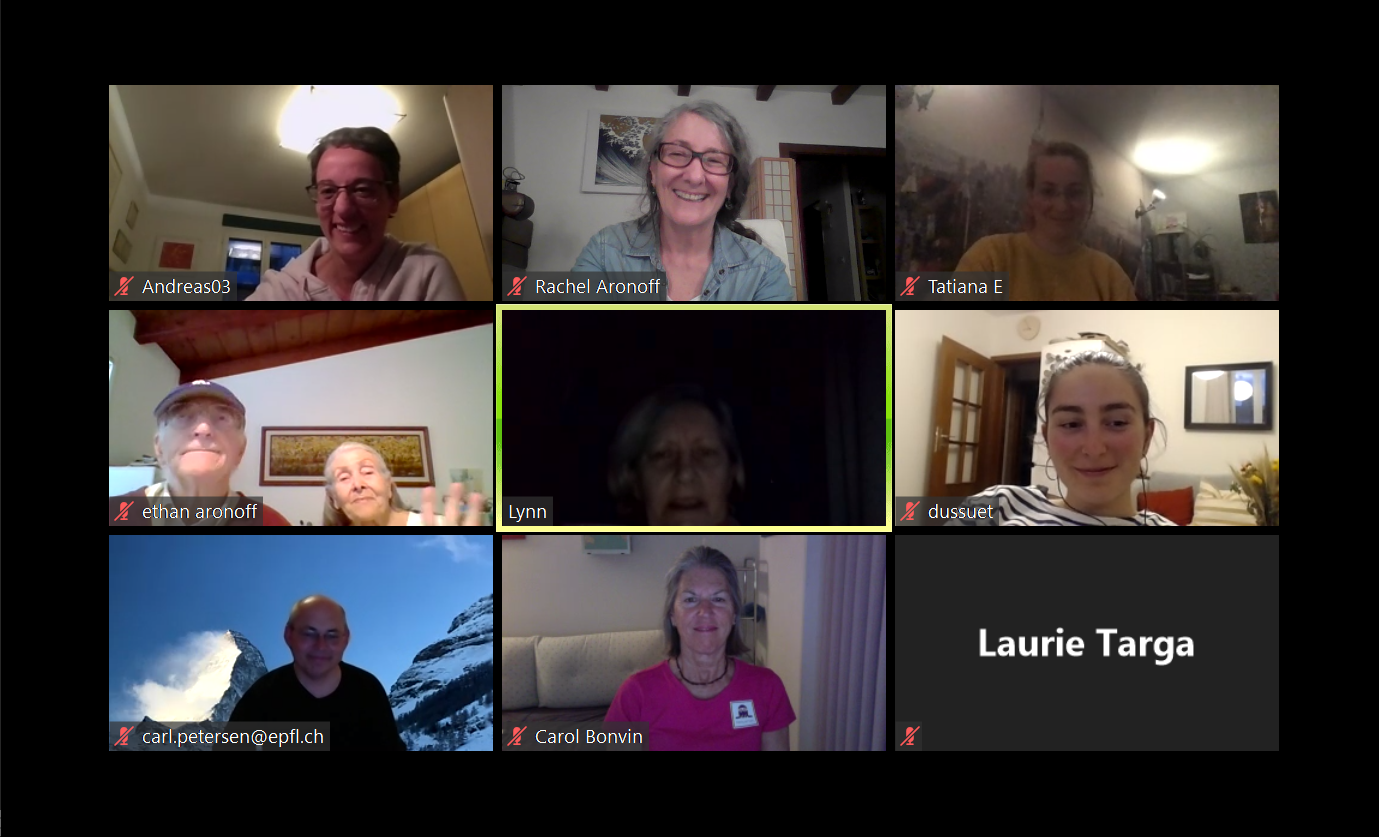 Andreas03
Rachel Aronoff
Tatiana E
ethan aronoff
Lynn
dussuet
carl.petersen@epfl.ch
Carol Bonvin
Laurie Targa